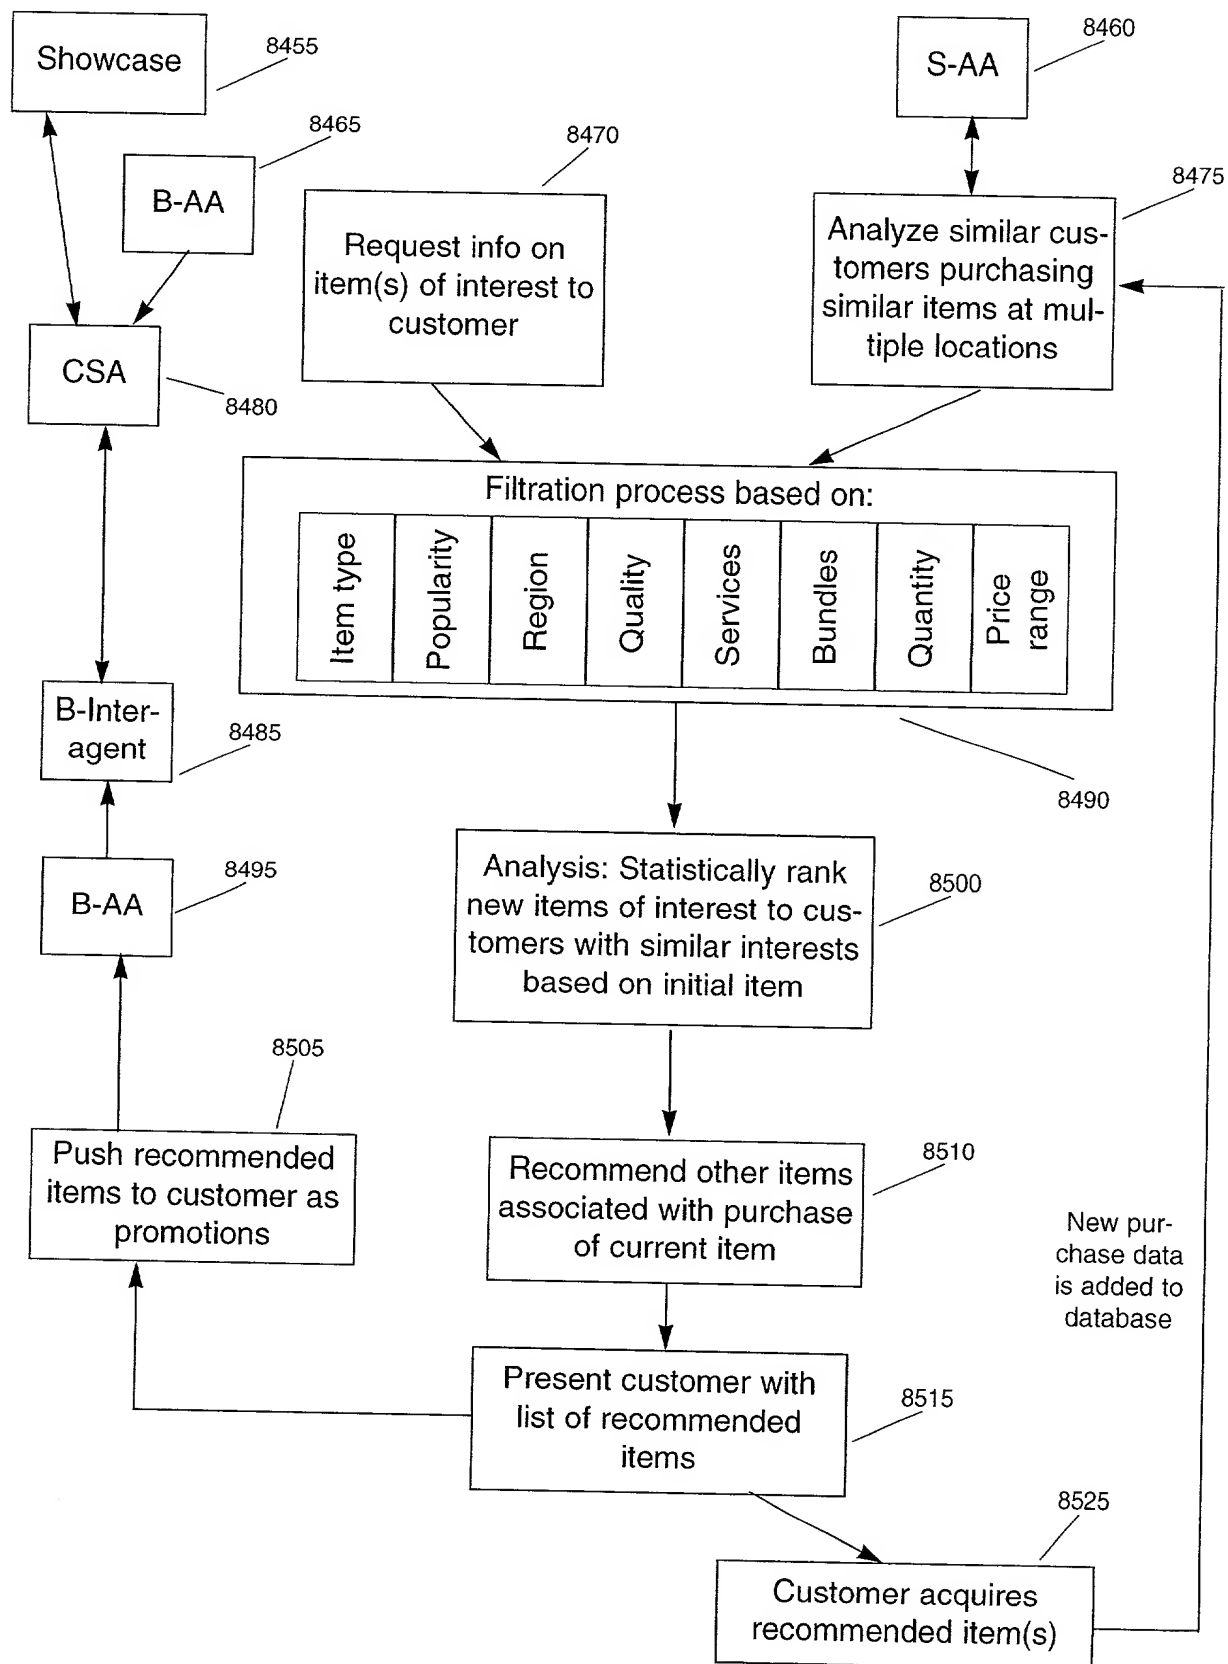 Showcase
8455
S-AA
8460
B-AA
8465
8470
Request info on
item(s) of interest to
customer
8475
Analyze similar cus-
tomers purchasing
similar items at mul-
tiple locations
CSA
8480
Filtration process based on:
Item type
Popularity
Region
Quality
Services
Bundles
Quantity
Price
range
8490
B-Inter-
agent
8485
B-AA
8495
Analysis: Statistically rank
new items of interest to cus-
tomers with similar interests
based on initial item
8500
8505
Push recommended
items to customer as
promotions
Recommend other items
associated with purchase
of current item
8510
New pur-
chase data
is added to
database
Present customer with
list of recommended
items
8515
8525
Customer acquires
recommended item(s)